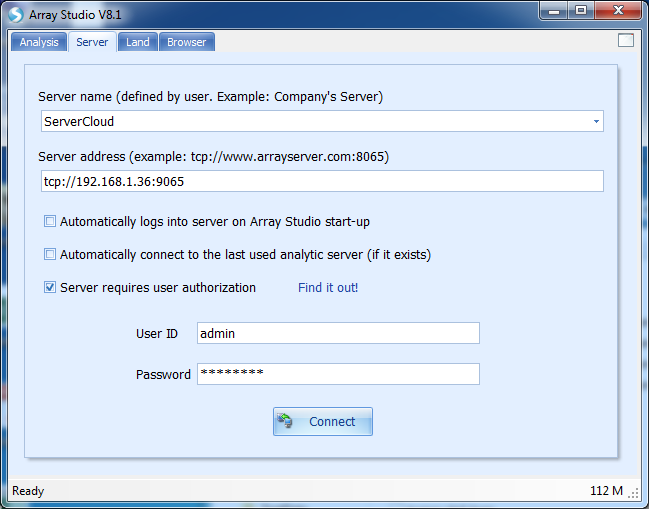 Array Studio V8.1
Analysis Server Land Browser
Server name (defined by user. Example: Company's Server)
ServerCloud
Server address (example: tcp://www.arrayserver.com:8065)
tcp://192.168.1.36:9065
Automatically logs into server on Array Studio start-up
Automatically connect to the last used analytic server (if it exists)
Server requires user authorization Find it out!
User ID admin
Password ********
Connect
Ready 112 M